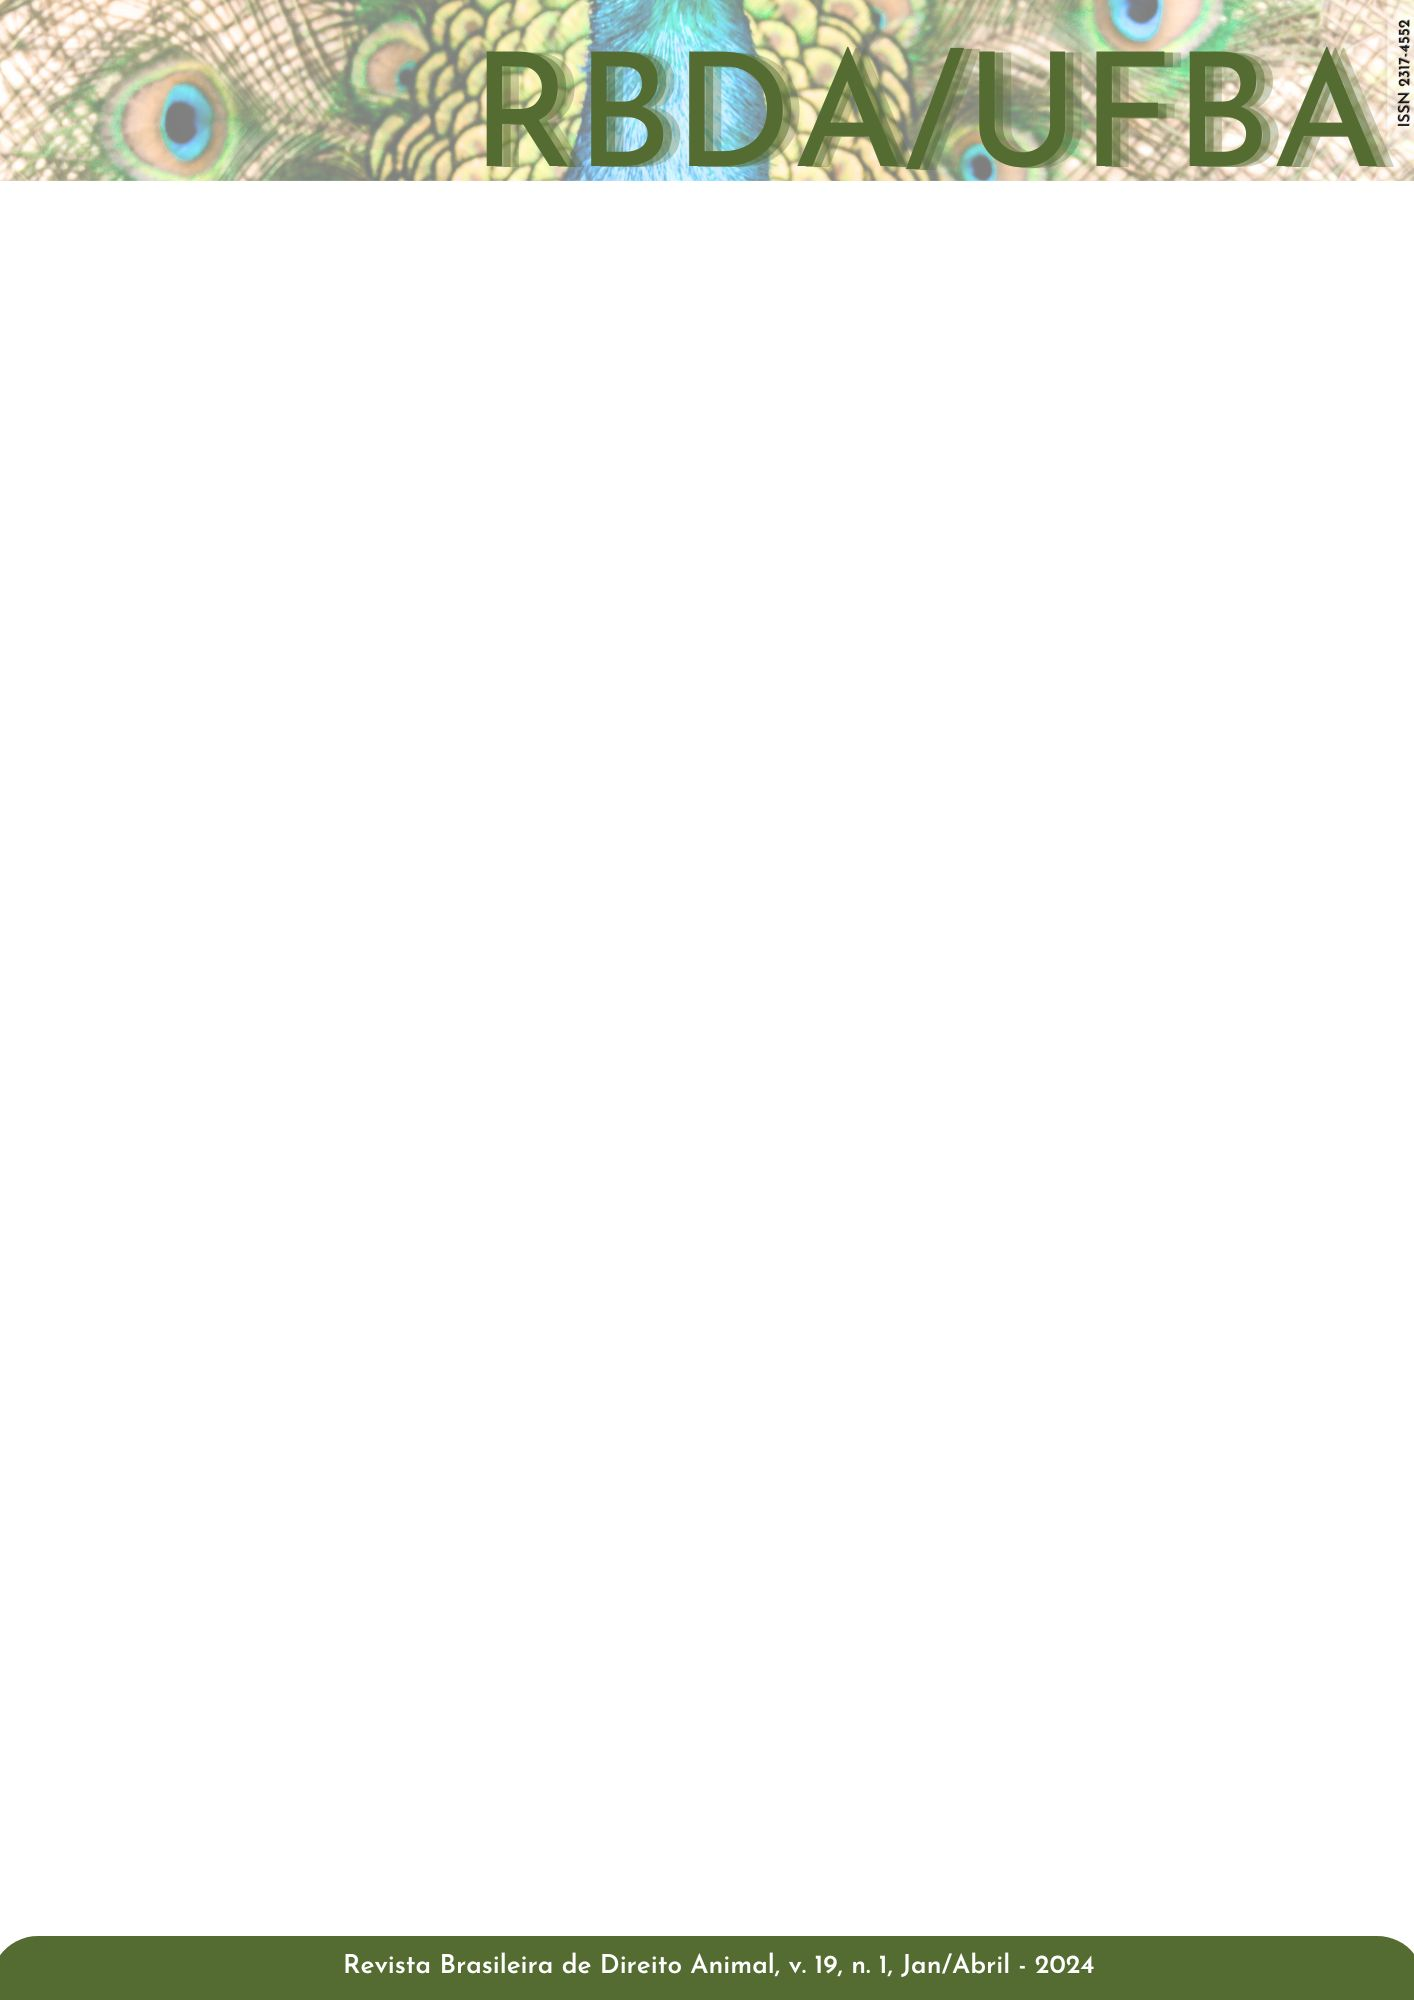 RBDA/UFBA
ISSN 2317-4552
Revista Brasileira de Direito Animal, v. 19, n. 1, Jan/Abril - 2024